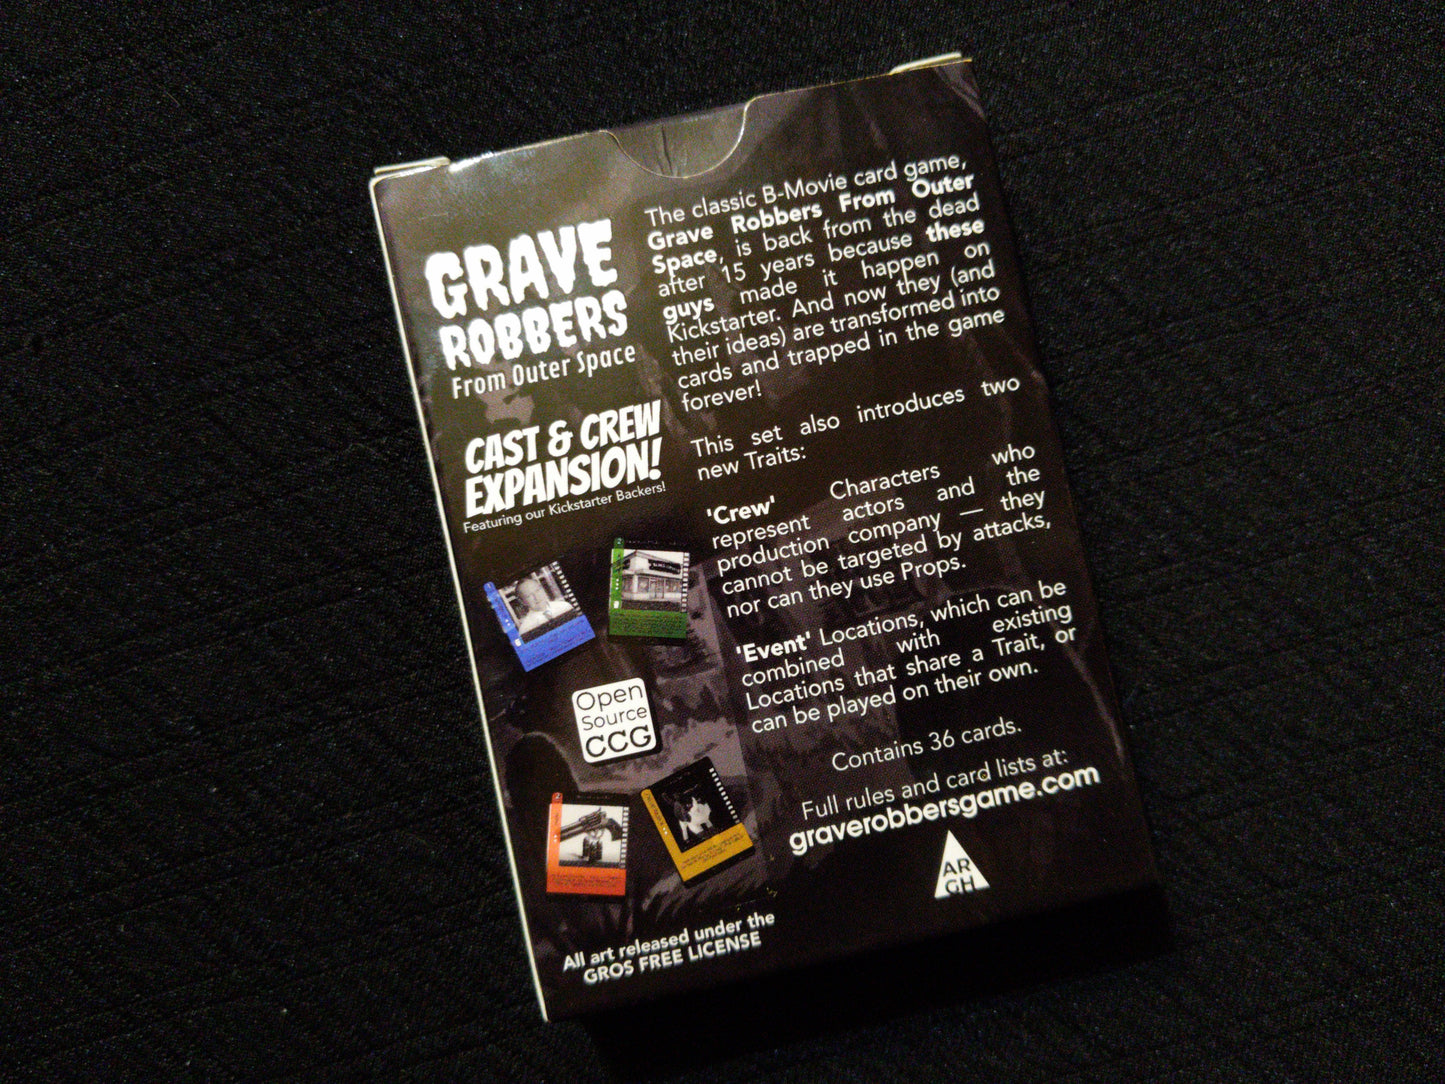 GRAVE
ROBBERS
From Outer Space
CAST & CREW
EXPANSION!
Featuring our Kickstarter Backers!
Open
Source
CCG
All art released under the
GROS FREE LICENSE
The classic B-Movie card game,
Grave Robbers From Outer
Space, is back from the dead
after 15 years because these
guys made it happen on
Kickstarter. And now they (and
their ideas) are transformed into
cards and trapped in the game
forever!
This set also introduces two
new Traits:
'Crew' Characters who
represent actors and the
production company — they
cannot be targeted by attacks,
nor can they use Props.
'Event' Locations, which can be
combined with existing
Locations that share a Trait, or
can be played on their own.
Contains 36 cards.
Full rules and card lists at:
graverobbersgame.com
AR
GH